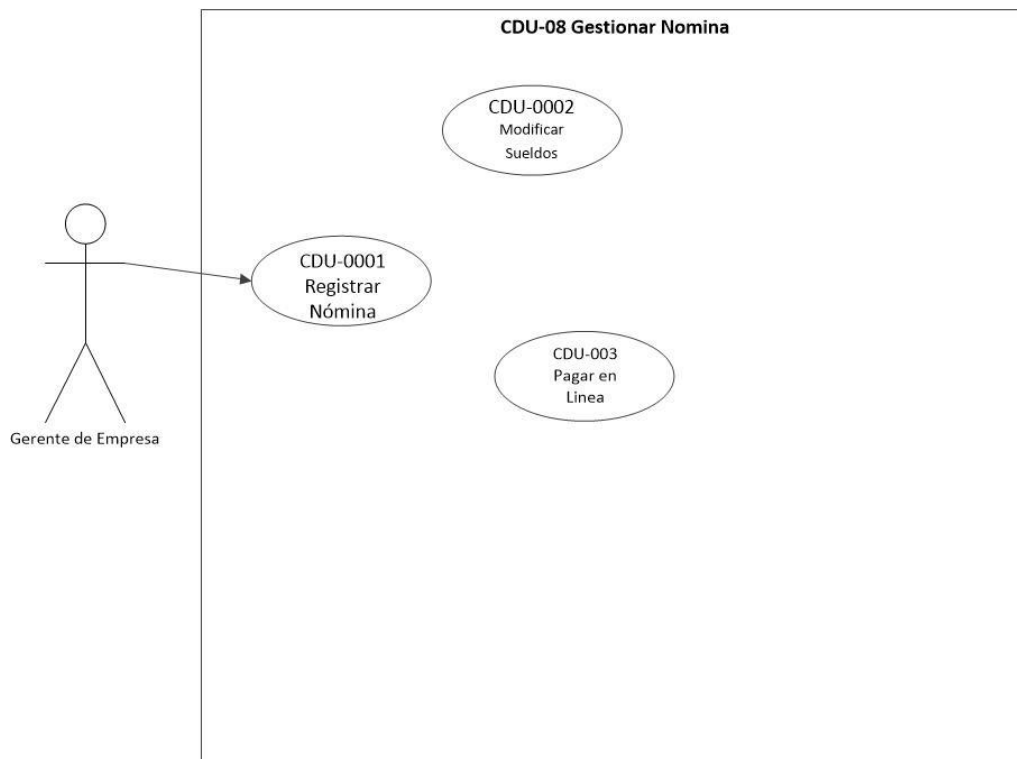 CDU-08 Gestionar Nomina
CDU-0002
Modificar
Sueldos
CDU-0001
Registrar
Nómina
CDU-003
Pagar en
Linea
Gerente de Empresa